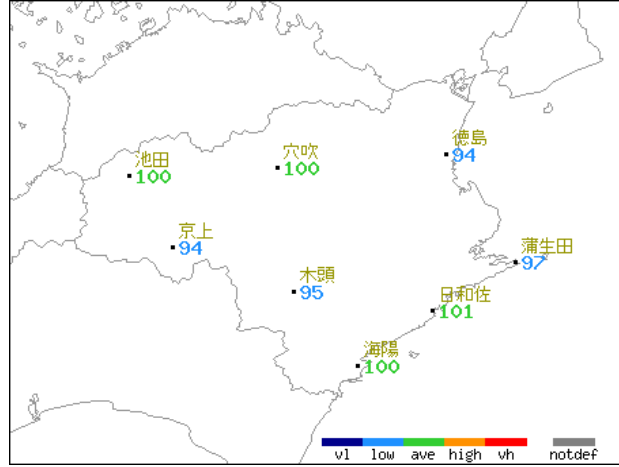 徳島
94
穴吹
100
池田
100
京上
94
蒲生田
97
木頭
95
日和佐
101
海陽
100
vl low ave high vh notdef